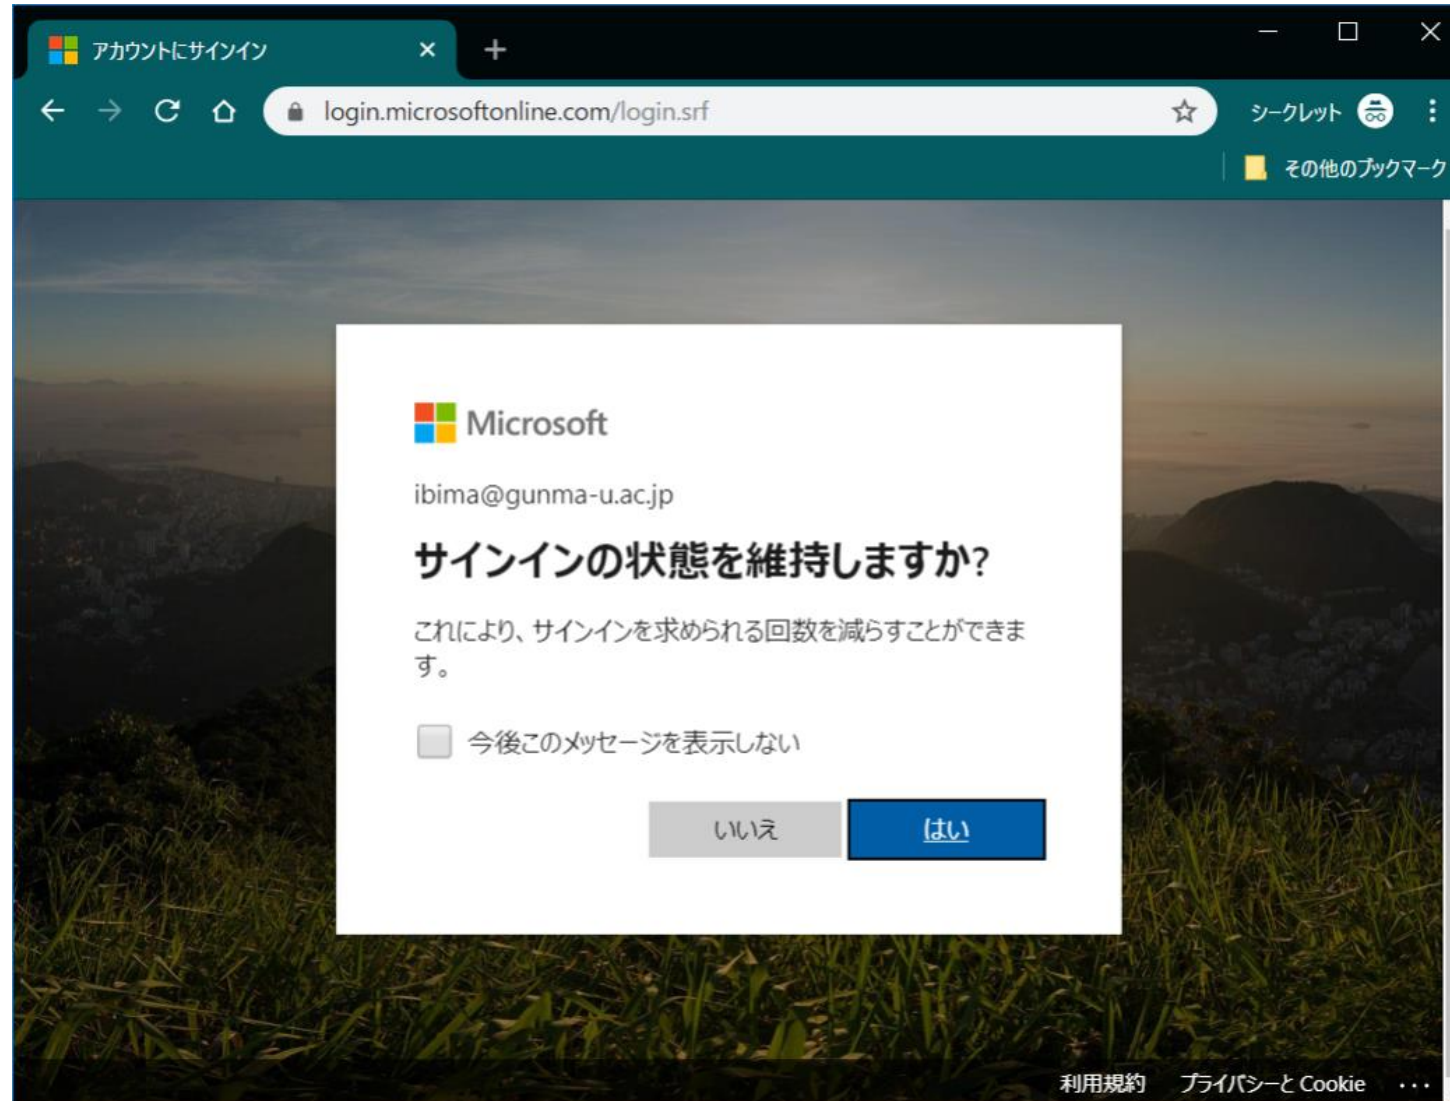 アカウントにサインイン
login.microsoftonline.com/login.srf
シークレット
その他のブックマーク
Microsoft
ibima@gunma-u.ac.jp
サインインの状態を維持しますか?
これにより、サインインを求められる回数を減らすことができま
す。
今後このメッセージを表示しない
いいえ
はい
利用規約 プライバシーと Cookie ...